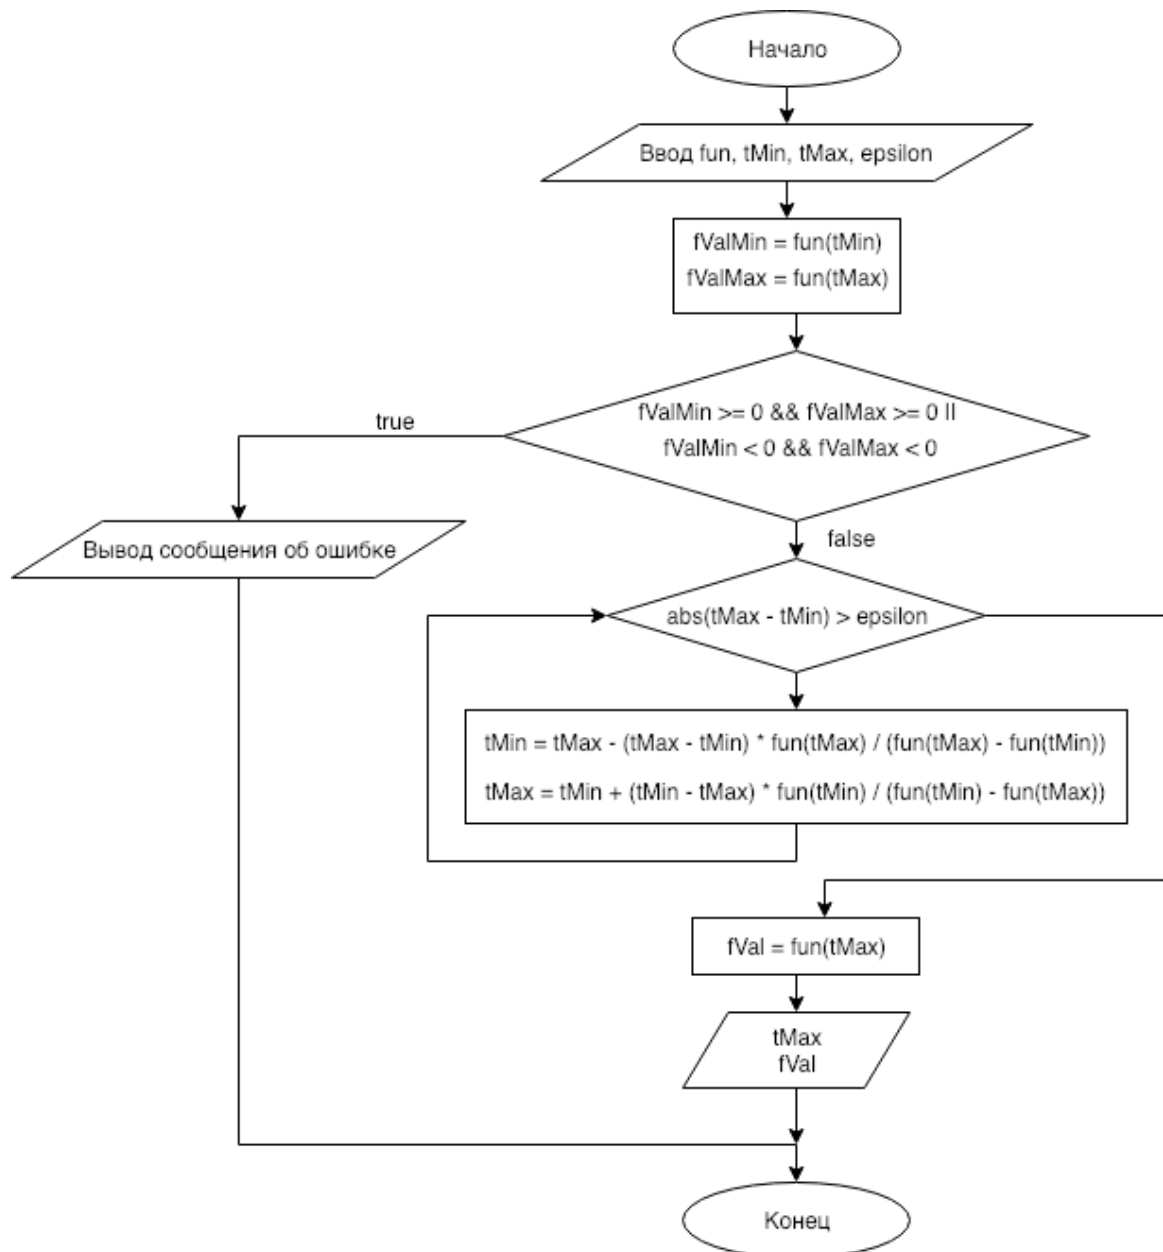 Начало
Ввод fun, tMin, tMax, epsilon
fValMin = fun(tMin)
fValMax = fun(tMax)
fValMin >= 0 && fValMax >= 0 ||
fValMin < 0 && fValMax < 0
true
false
Вывод сообщения об ошибке
abs(tMax - tMin) > epsilon
tMin = tMax - (tMax - tMin) * fun(tMax) / (fun(tMax) - fun(tMin))
tMax = tMin + (tMin - tMax) * fun(tMin) / (fun(tMin) - fun(tMax))
fVal = fun(tMax)
tMax
fVal
Конец